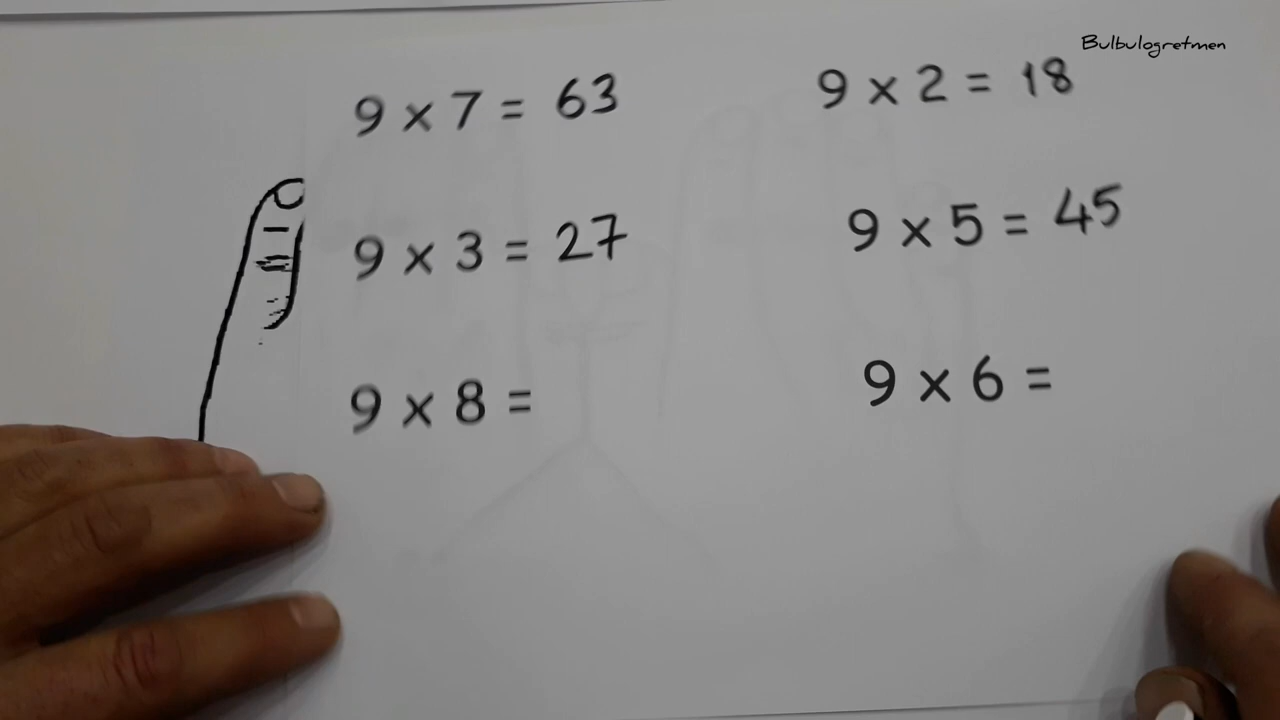 Bulbulogretmen
9 x 7 = 63
9 x 2 = 18
9 x 3 = 27
9 x 5 = 45
9 x 8 =
9 x 6 =